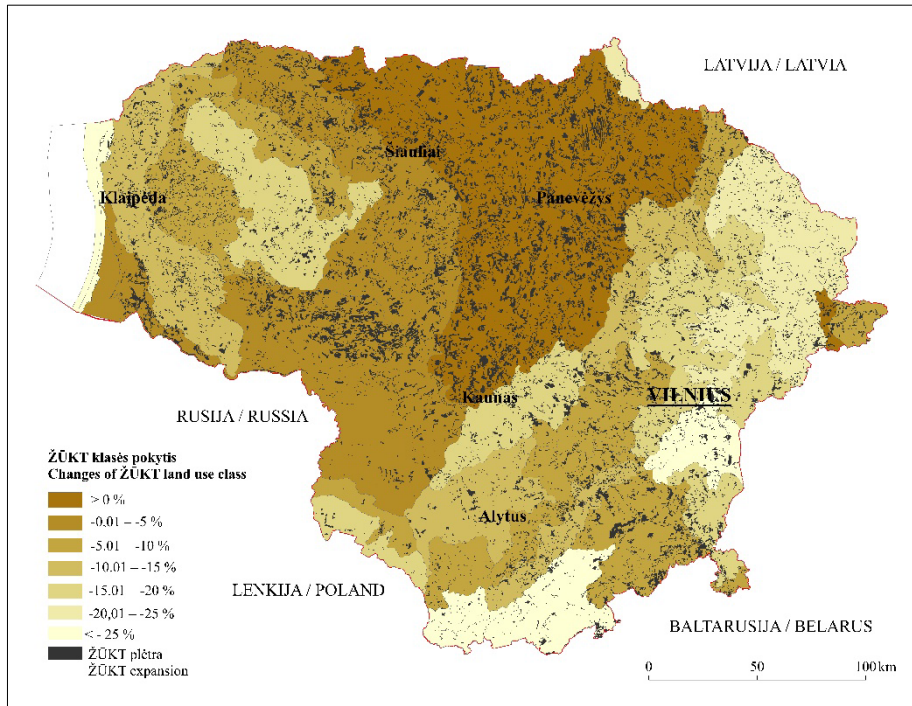 LATVIJA / LATVIA
Šiauliai
Klaipėda
Panevėžys
VILNIUS
Kaunas
RUSIJA / RUSSIA
Alytus
LENKIJA / POLAND
BALTARUSIJA / BELARUS
ŽŪKT klasės pokytis
Changes of ŽŪKT land use class
> 0 %
-0.01 – -5 %
-5.01 -10 %
-10.01 – -15 %
-15.01 -20 %
-20,01 – -25 %
< - 25 %
ŽŪKT plėtra
ŽŪKT expansion
0 50 100 km